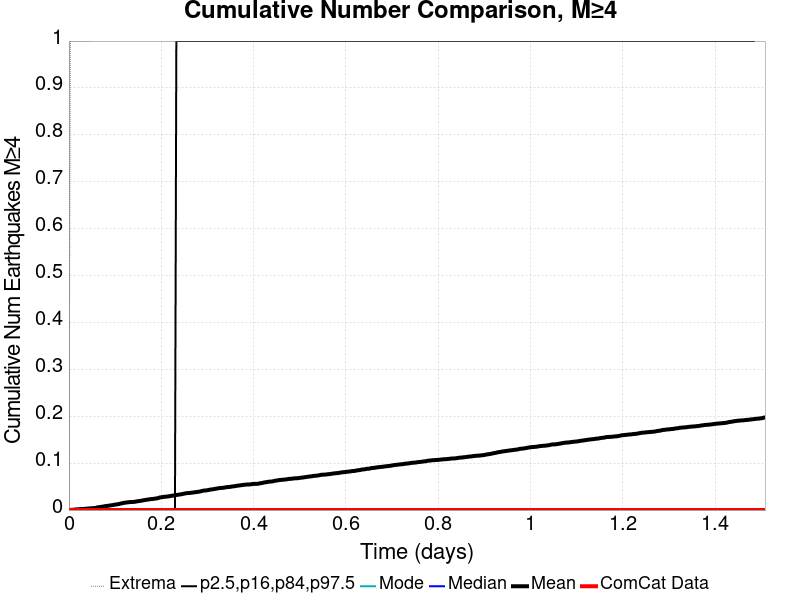 Cumulative Number Comparison, M≥4
Cumulative Num Earthquakes M≥4
1
0.9
0.8
0.7
0.6
0.5
0.4
0.3
0.2
0.1
0
0 0.2 0.4 0.6 0.8 1 1.2 1.4
Time (days)
Extrema p2.5,p16,p84,p97.5 Mode Median Mean ComCat Data